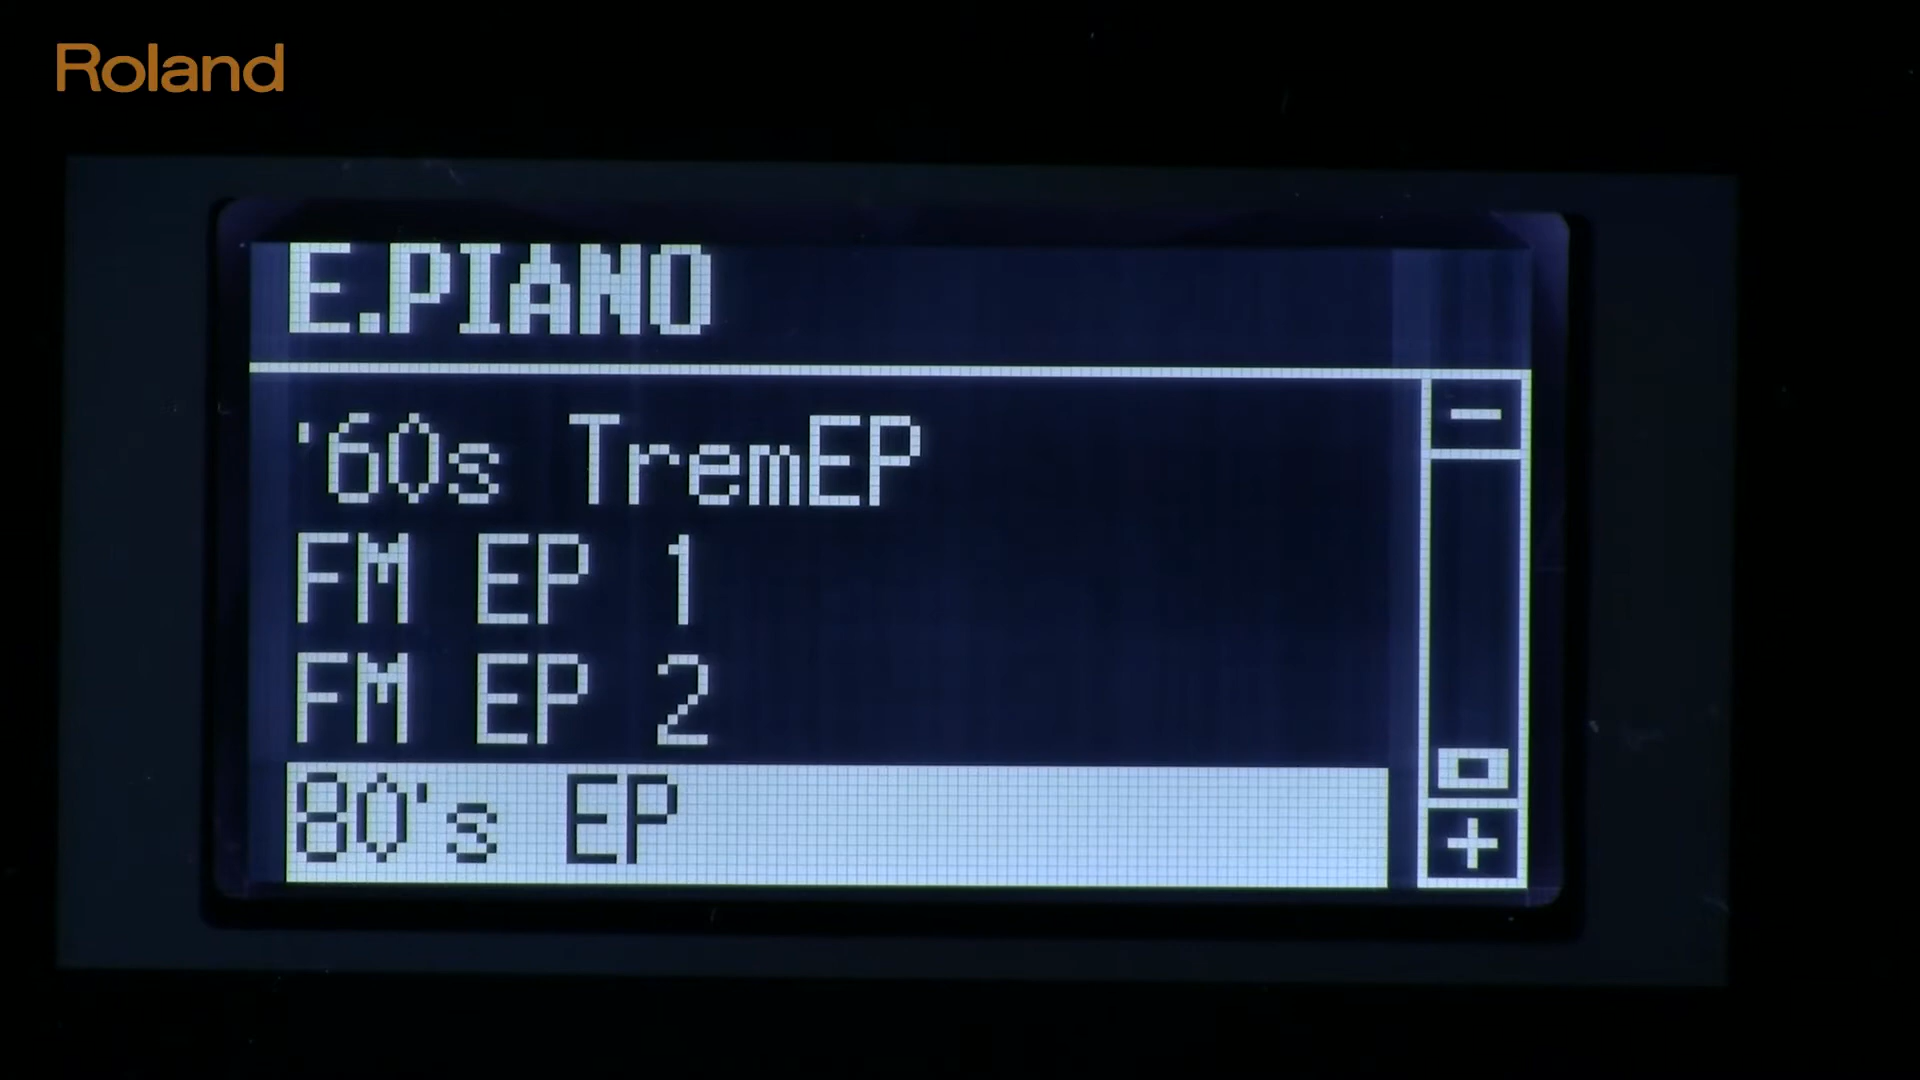 Roland
E.PIANO
'60s TremEP
FM EP 1
FM EP 2
80's EP